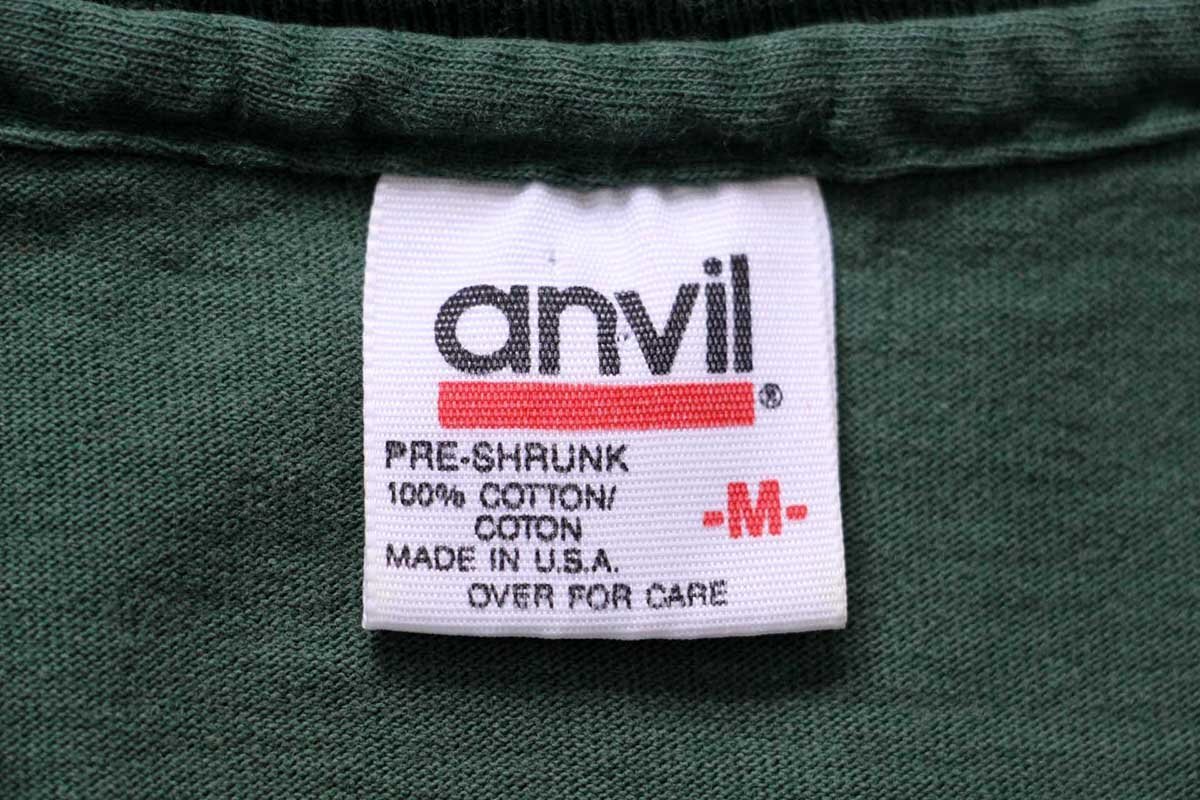 anvil®
PRE-SHRUNK
100% COTTON/
COTON
-M-
MADE IN U.S.A.
OVER FOR CARE